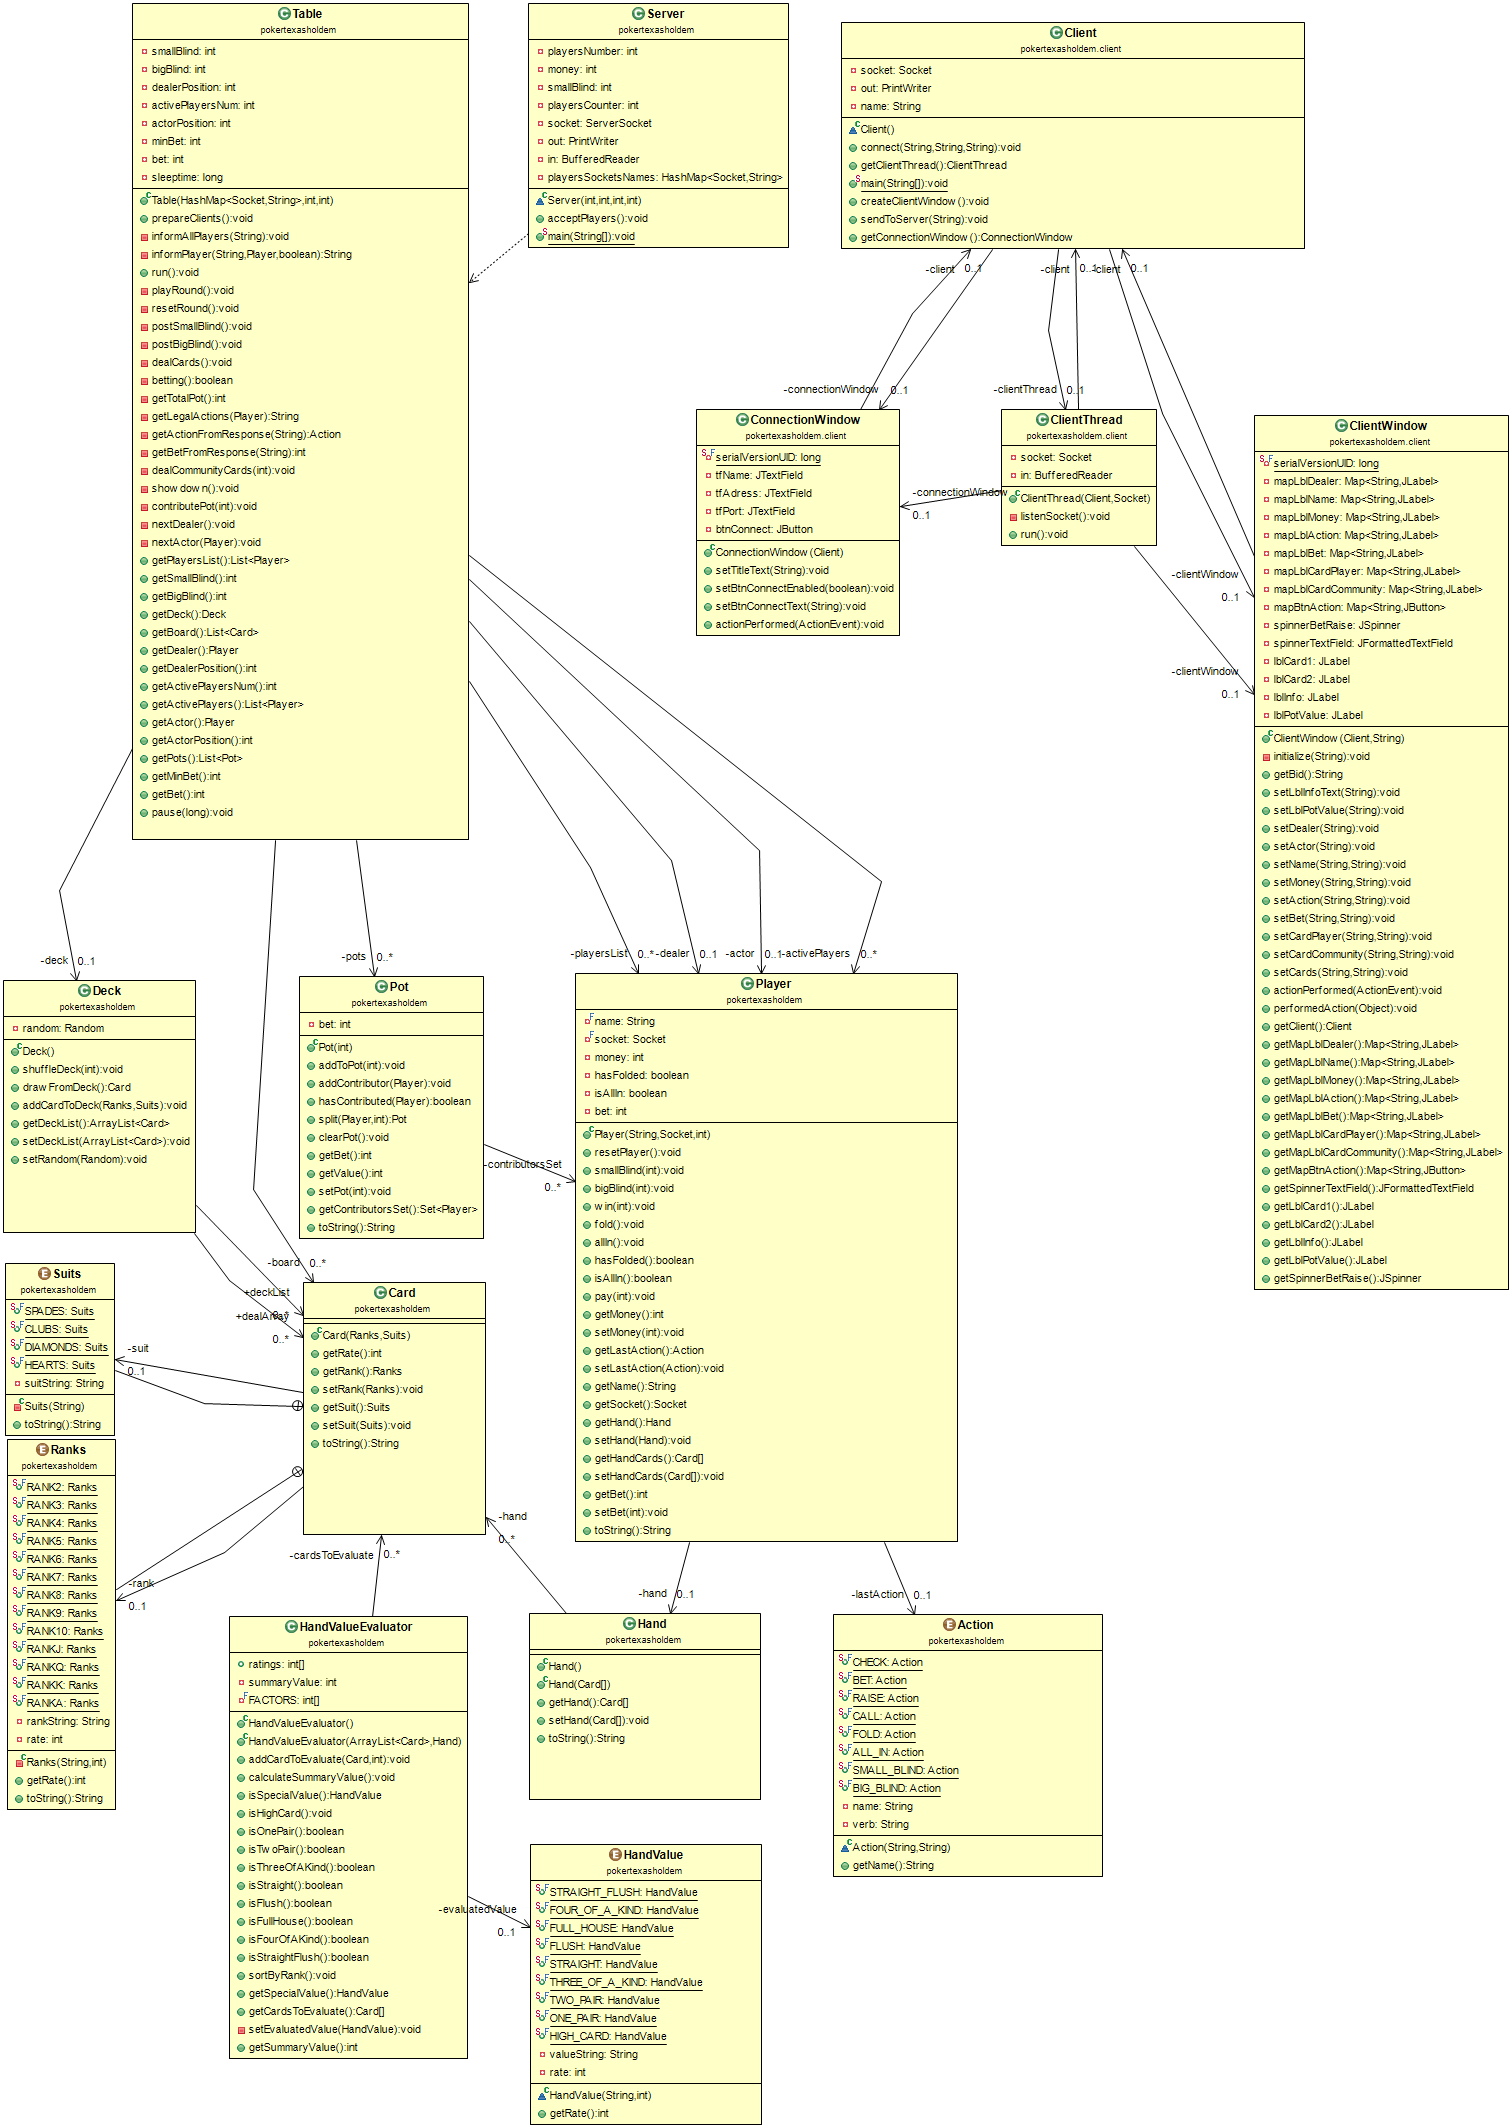 Table
pokertexasholdem
smallBlind: int
bigBlind: int
dealerPosition: int
activePlayersNum: int
actorPosition: int
minBet: int
bet: int
sleeptime: long
Table(HashMap<Socket,String>,int,int)
prepareClients():void
informAllPlayers(String):void
informPlayer(String,Player,boolean):String
run():void
playRound():void
resetRound():void
postSmallBlind():void
postBigBlind():void
dealCards():void
betting():boolean
getTotalPot():int
getLegalActions(Player):String
getActionFromResponse(String):Action
getBetFromResponse(String):int
dealCommunityCards(int):void
showdown():void
contributePot(int):void
nextDealer():void
nextActor(Player):void
getPlayersList():List<Player>
getSmallBlind():int
getBigBlind():int
getDeck():Deck
getBoard():List<Card>
getDealer():Player
getDealerPosition():int
getActivePlayersNum():int
getActivePlayers():List<Player>
getActor():Player
getActorPosition():int
getPots():List<Pot>
getMinBet():int
getBet():int
pause(long):void
Server
pokertexasholdem
playersNumber: int
money: int
smallBlind: int
playersCounter: int
socket: ServerSocket
out: PrintWriter
in: BufferedReader
playersSocketsNames: HashMap<Socket,String>
Server(int,int,int,int)
acceptPlayers():void
main(String[]):void
Client
pokertexasholdem.client
socket: Socket
out: PrintWriter
name: String
Client()
connect(String,String,String):void
getClientThread():ClientThread
main(String[]):void
createClientWindow():void
sendToServer(String):void
getConnectionWindow():ConnectionWindow
-client 0..1
-client 0..1
-client 0..1
-connectionWindow 0..1
-clientThread 0..1
ConnectionWindow
pokertexasholdem.client
serialVersionUID: long
tfName: JTextField
tfAdress: JTextField
tfPort: JTextField
btnConnect: JButton
ConnectionWindow(Client)
setTitleText(String):void
setBtnConnectEnabled(boolean):void
setBtnConnectText(String):void
actionPerformed(ActionEvent):void
-connectionWindow
0..1
ClientThread
pokertexasholdem.client
socket: Socket
in: BufferedReader
ClientThread(Client,Socket)
listenSocket():void
run():void
-clientWindow
0..1
-clientWindow
0..1
ClientWindow
pokertexasholdem.client
serialVersionUID: long
mapLblDealer: Map<String,JLabel>
mapLblName: Map<String,JLabel>
mapLblMoney: Map<String,JLabel>
mapLblAction: Map<String,JLabel>
mapLblBet: Map<String,JLabel>
mapLblCardPlayer: Map<String,JLabel>
mapLblCardCommunity: Map<String,JLabel>
mapBtnAction: Map<String,JButton>
spinnerBetRaise: JSpinner
spinnerTextField: JFormattedTextField
lblCard1: JLabel
lblCard2: JLabel
lblInfo: JLabel
lblPotValue: JLabel
ClientWindow(Client,String)
initialize(String):void
getBid():String
setLblInfoText(String):void
setLblPotValue(String):void
setDealer(String):void
setActor(String):void
setName(String,String):void
setMoney(String,String):void
setAction(String,String):void
setBet(String,String):void
setCardPlayer(String,String):void
setCardCommunity(String,String):void
setCards(String,String):void
actionPerformed(ActionEvent):void
performedAction(Object):void
getClient():Client
getMapLblDealer():Map<String,JLabel>
getMapLblName():Map<String,JLabel>
getMapLblMoney():Map<String,JLabel>
getMapLblAction():Map<String,JLabel>
getMapLblBet():Map<String,JLabel>
getMapLblCardPlayer():Map<String,JLabel>
getMapLblCardCommunity():Map<String,JLabel>
getMapBtnAction():Map<String,JButton>
getSpinnerTextField():JFormattedTextField
getLblCard1():JLabel
getLblCard2():JLabel
getLblInfo():JLabel
getLblPotValue():JLabel
getSpinnerBetRaise():JSpinner
-deck 0..1
-pots 0..*
-playersList 0..*
-dealer 0..1
-actor 0..1
-activePlayers 0..*
Deck
pokertexasholdem
random: Random
Deck()
shuffleDeck(int):void
drawFromDeck():Card
addCardToDeck(Ranks,Suits):void
getDeckList():ArrayList<Card>
setDeckList(ArrayList<Card>):void
setRandom(Random):void
Pot
pokertexasholdem
bet: int
Pot(int)
addToPot(int):void
addContributor(Player):void
hasContributed(Player):boolean
split(Player,int):Pot
clearPot():void
getBet():int
getValue():int
setPot(int):void
getContributorsSet():Set<Player>
toString():String
-contributorsSet
0..*
Player
pokertexasholdem
name: String
socket: Socket
money: int
hasFolded: boolean
isAllIn: boolean
bet: int
Player(String,Socket,int)
resetPlayer():void
smallBlind(int):void
bigBlind(int):void
win(int):void
fold():void
allIn():void
hasFolded():boolean
isAllIn():boolean
pay(int):void
getMoney():int
setMoney(int):void
getLastAction():Action
setLastAction(Action):void
getName():String
getSocket():Socket
getHand():Hand
setHand(Hand):void
getHandCards():Card[]
setHandCards(Card[]):void
getBet():int
setBet(int):void
toString():String
-board 0..*
+deckList
0..*
+dealArray
0..*
Suits
pokertexasholdem
SPADES: Suits
CLUBS: Suits
DIAMONDS: Suits
HEARTS: Suits
suitString: String
Suits(String)
toString():String
-suit
0..1
Card
pokertexasholdem
Card(Ranks,Suits)
getRate():int
getRank():Ranks
setRank(Ranks):void
getSuit():Suits
setSuit(Suits):void
toString():String
Ranks
pokertexasholdem
RANK2: Ranks
RANK3: Ranks
RANK4: Ranks
RANK5: Ranks
RANK6: Ranks
RANK7: Ranks
RANK8: Ranks
RANK9: Ranks
RANK10: Ranks
RANKJ: Ranks
RANKQ: Ranks
RANKK: Ranks
RANKA: Ranks
rankString: String
rate: int
Ranks(String,int)
getRate():int
toString():String
-rank
0..1
-cardsToEvaluate 0..*
-hand
0..*
-hand 0..1
-lastAction 0..1
HandValueEvaluator
pokertexasholdem
ratings: int[]
summaryValue: int
FACTORS: int[]
HandValueEvaluator()
HandValueEvaluator(ArrayList<Card>,Hand)
addCardToEvaluate(Card,int):void
calculateSummaryValue():void
isSpecialValue():HandValue
isHighCard():void
isOnePair():boolean
isTwoPair():boolean
isThreeOfAKind():boolean
isStraight():boolean
isFlush():boolean
isFullHouse():boolean
isFourOfAKind():boolean
isStraightFlush():boolean
sortByRank():void
getSpecialValue():HandValue
getCardsToEvaluate():Card[]
setEvaluatedValue(HandValue):void
getSummaryValue():int
-evaluatedValue
0..1
Hand
pokertexasholdem
Hand()
Hand(Card[])
getHand():Card[]
setHand(Card[]):void
toString():String
Action
pokertexasholdem
CHECK: Action
BET: Action
RAISE: Action
CALL: Action
FOLD: Action
ALL_IN: Action
SMALL_BLIND: Action
BIG_BLIND: Action
name: String
verb: String
Action(String,String)
getName():String
HandValue
pokertexasholdem
STRAIGHT_FLUSH: HandValue
FOUR_OF_A_KIND: HandValue
FULL_HOUSE: HandValue
FLUSH: HandValue
STRAIGHT: HandValue
THREE_OF_A_KIND: HandValue
TWO_PAIR: HandValue
ONE_PAIR: HandValue
HIGH_CARD: HandValue
valueString: String
rate: int
HandValue(String,int)
getRate():int